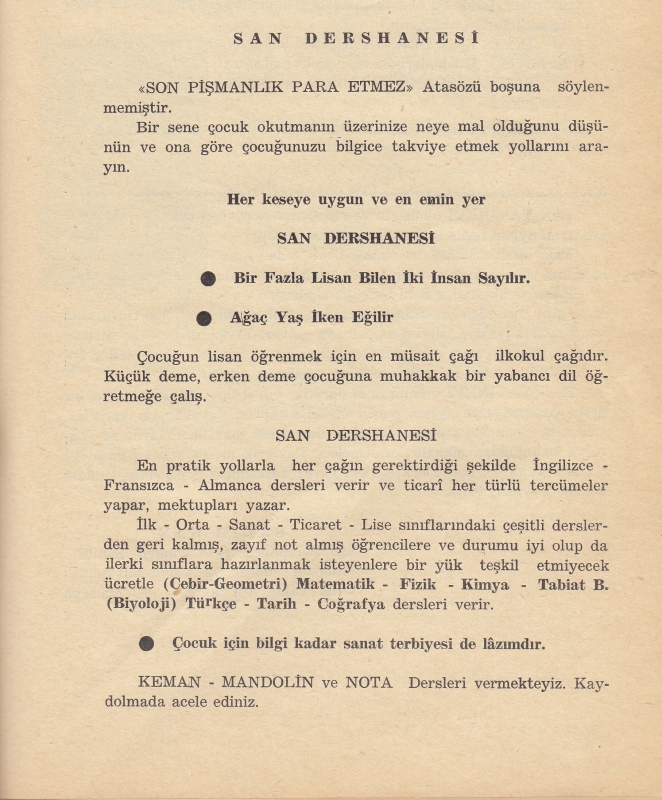 SAN DERSHANESİ
«SON PİŞMANLIK PARA ETMEZ» Atasözü boşuna söylen-
memiştir.
Bir sene çocuk okutmanın üzerinize neye mal olduğunu düşü-
nün ve ona göre çocuğunuzu bilgice takviye etmek yollarını ara-
yın.
Her keseye uygun ve en emin yer
SAN DERSHANESİ
● Bir Fazla Lisan Bilen İki İnsan Sayılır.
● Ağaç Yaş İken Eğilir
Çocuğun lisan öğrenmek için en müsait çağı ilkokul çağıdır.
Küçük deme, erken deme çocuğuna muhakkak bir yabancı dil öğ-
retmeğe çalış.
SAN DERSHANESİ
En pratik yollarla her çağın gerektirdiği şekilde İngilizce -
Fransızca - Almanca dersleri verir ve ticarî her türlü tercümeler
yapar, mektupları yazar.
İlk - Orta - Sanat - Ticaret - Lise sınıflarındaki çeşitli dersler-
den geri kalmış, zayıf not almış öğrencilere ve durumu iyi olup da
ilerki sınıflara hazırlanmak isteyenlere bir yük teşkil etmiyecek
ücretle (Cebir-Geometri) Matematik - Fizik - Kimya - Tabiat B.
(Biyoloji) Türkçe - Tarih - Coğrafya dersleri verir.
● Çocuk için bilgi kadar sanat terbiyesi de lâzımdır.
KEMAN - MANDOLİN ve NOTA Dersleri vermekteyiz. Kay-
dolmada acele ediniz.